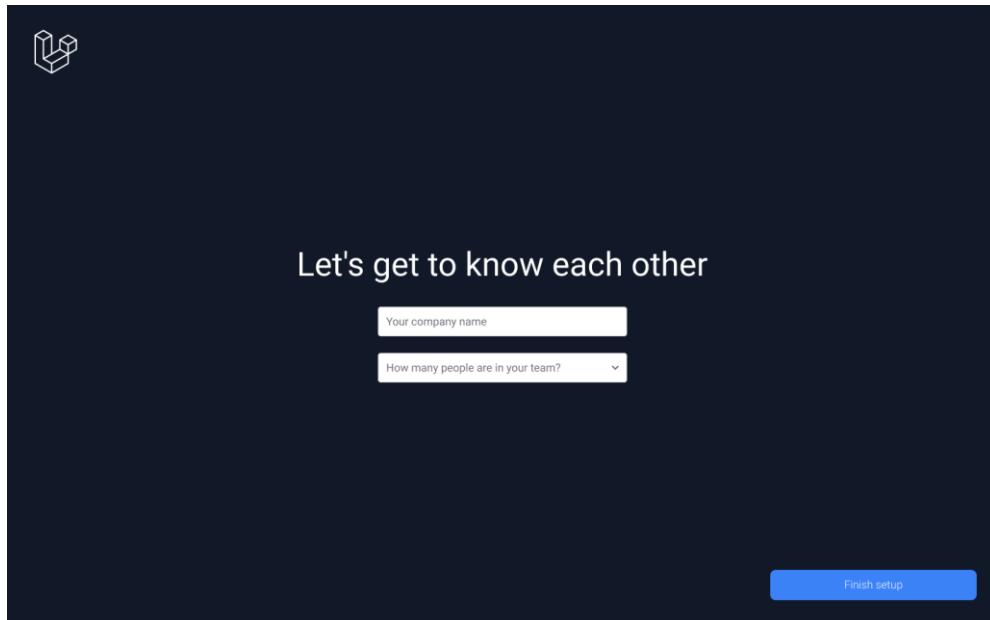 Let's get to know each other
Your company name
How many people are in your team?
Finish setup